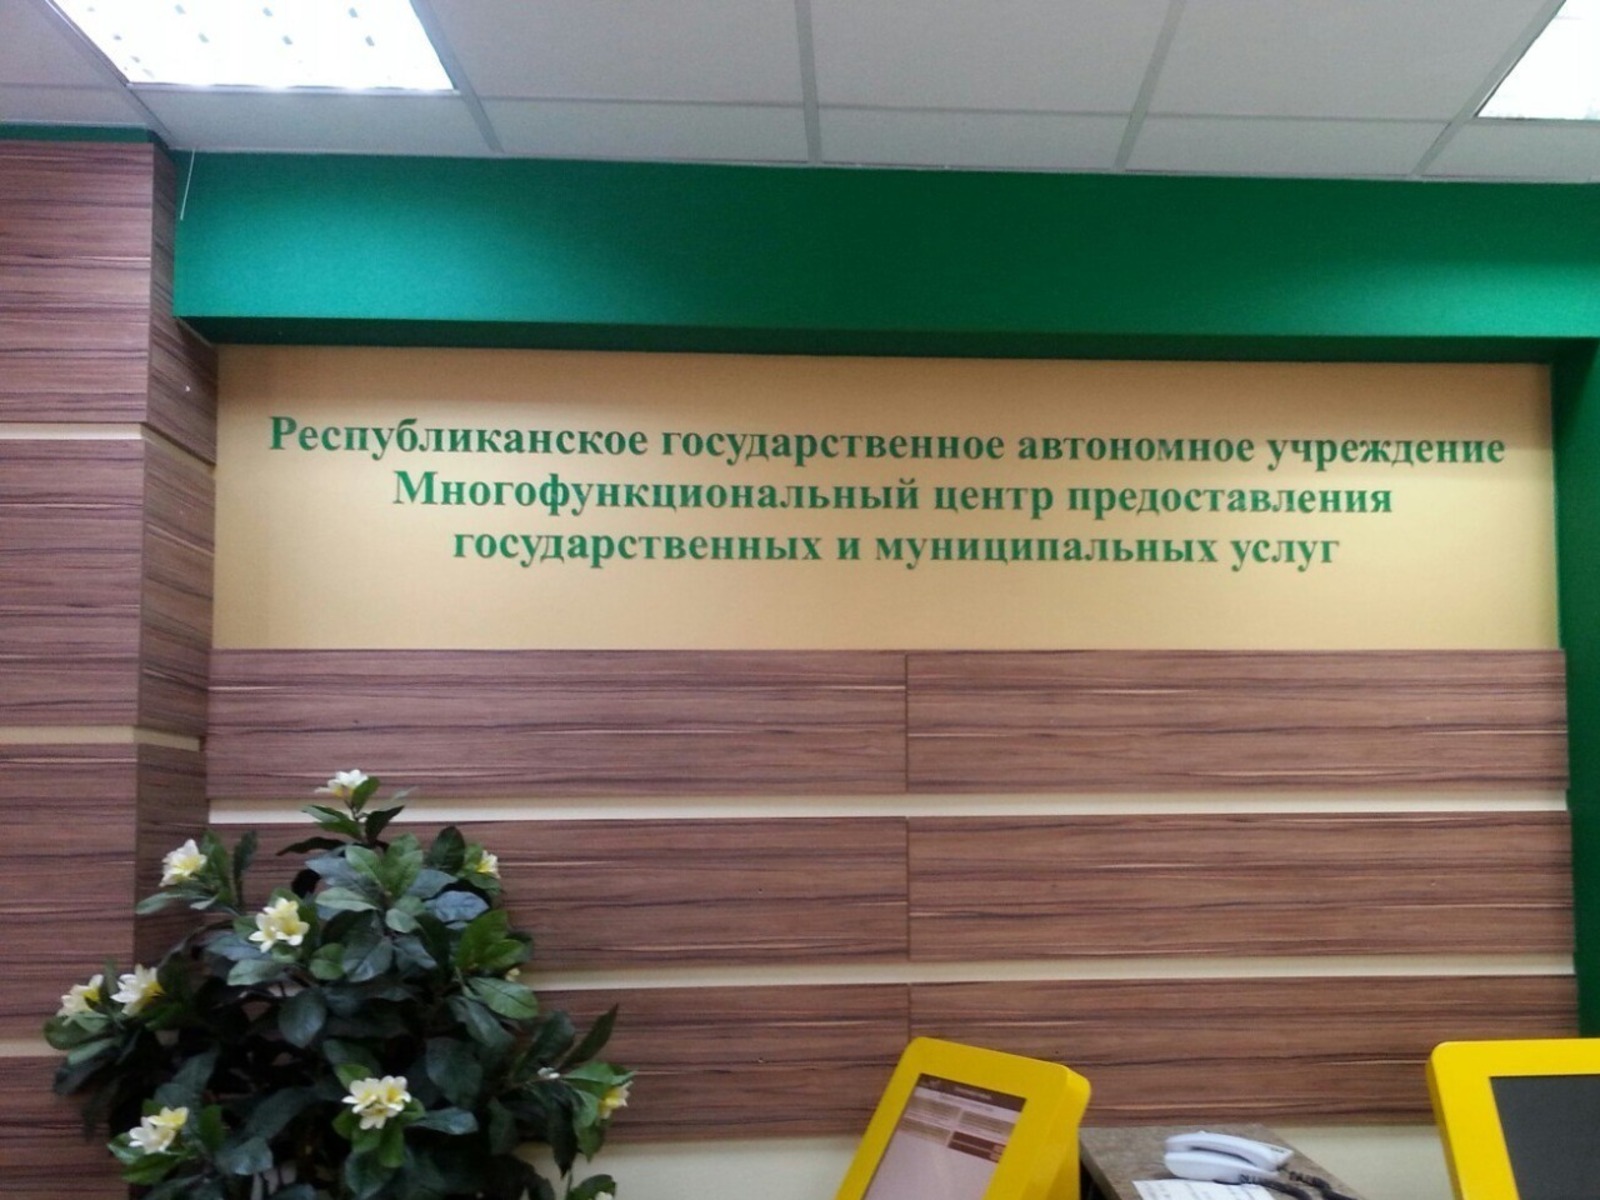 Республиканское государственное автономное учреждение
Многофункциональный центр предоставления
государственных и муниципальных услуг